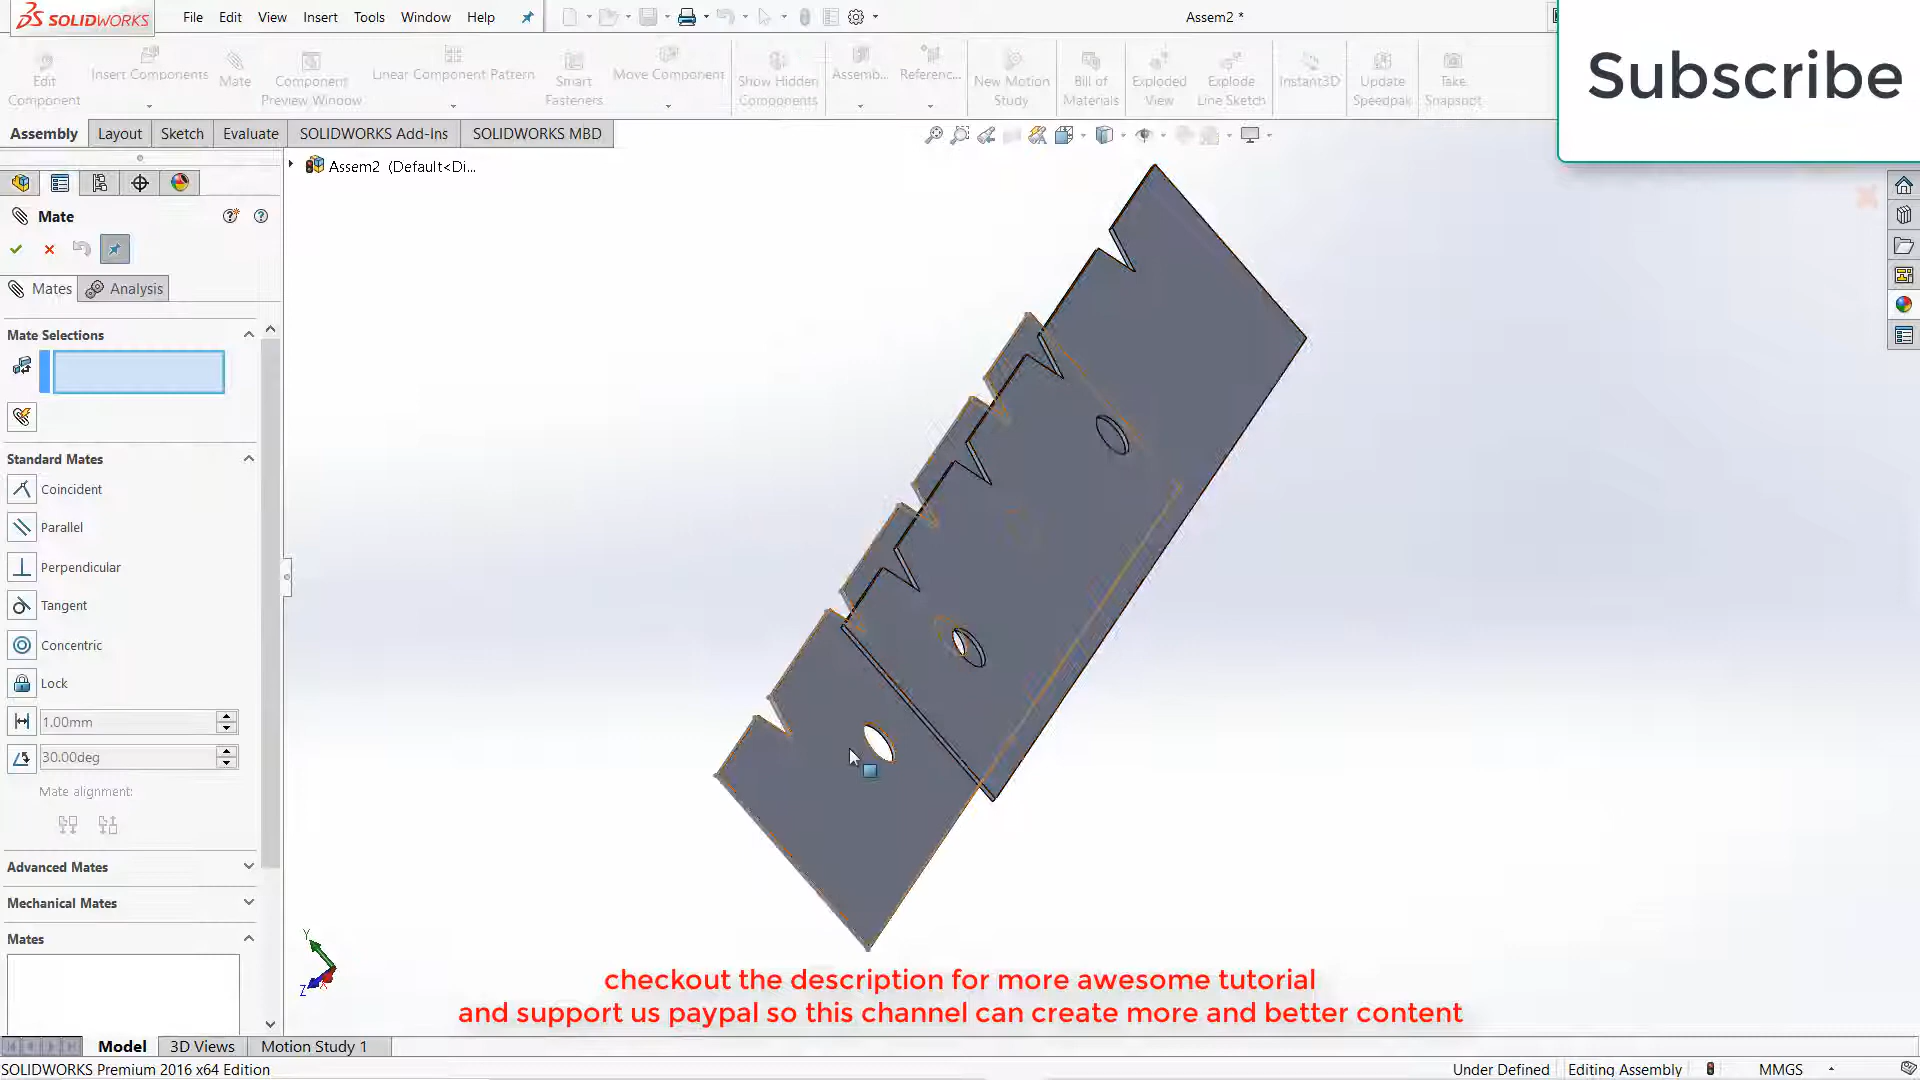 SOLIDWORKS
File Edit View Insert Tools Window Help
Assem2 *
Subscribe
Edit Component
Insert Components
Mate
Component Preview Window
Linear Component Pattern
Smart Fasteners
Move Component
Show Hidden Components
Assemb...
Referenc...
New Motion Study
Bill of Materials
Exploded View
Explode Line Sketch
Instant3D
Update Speedpak
Take Snapshot
Assembly Layout Sketch Evaluate SOLIDWORKS Add-Ins SOLIDWORKS MBD
Assem2 (Default<Di...
Mate
Mates Analysis
Mate Selections
Standard Mates
Coincident
Parallel
Perpendicular
Tangent
Concentric
Lock
1.00mm
30.00deg
Mate alignment:
Advanced Mates
Mechanical Mates
Mates
Y
Z
X
checkout the description for more awesome tutorial
and support us paypal so this channel can create more and better content
Model 3D Views Motion Study 1
SOLIDWORKS Premium 2016 x64 Edition
Under Defined Editing Assembly MMGS